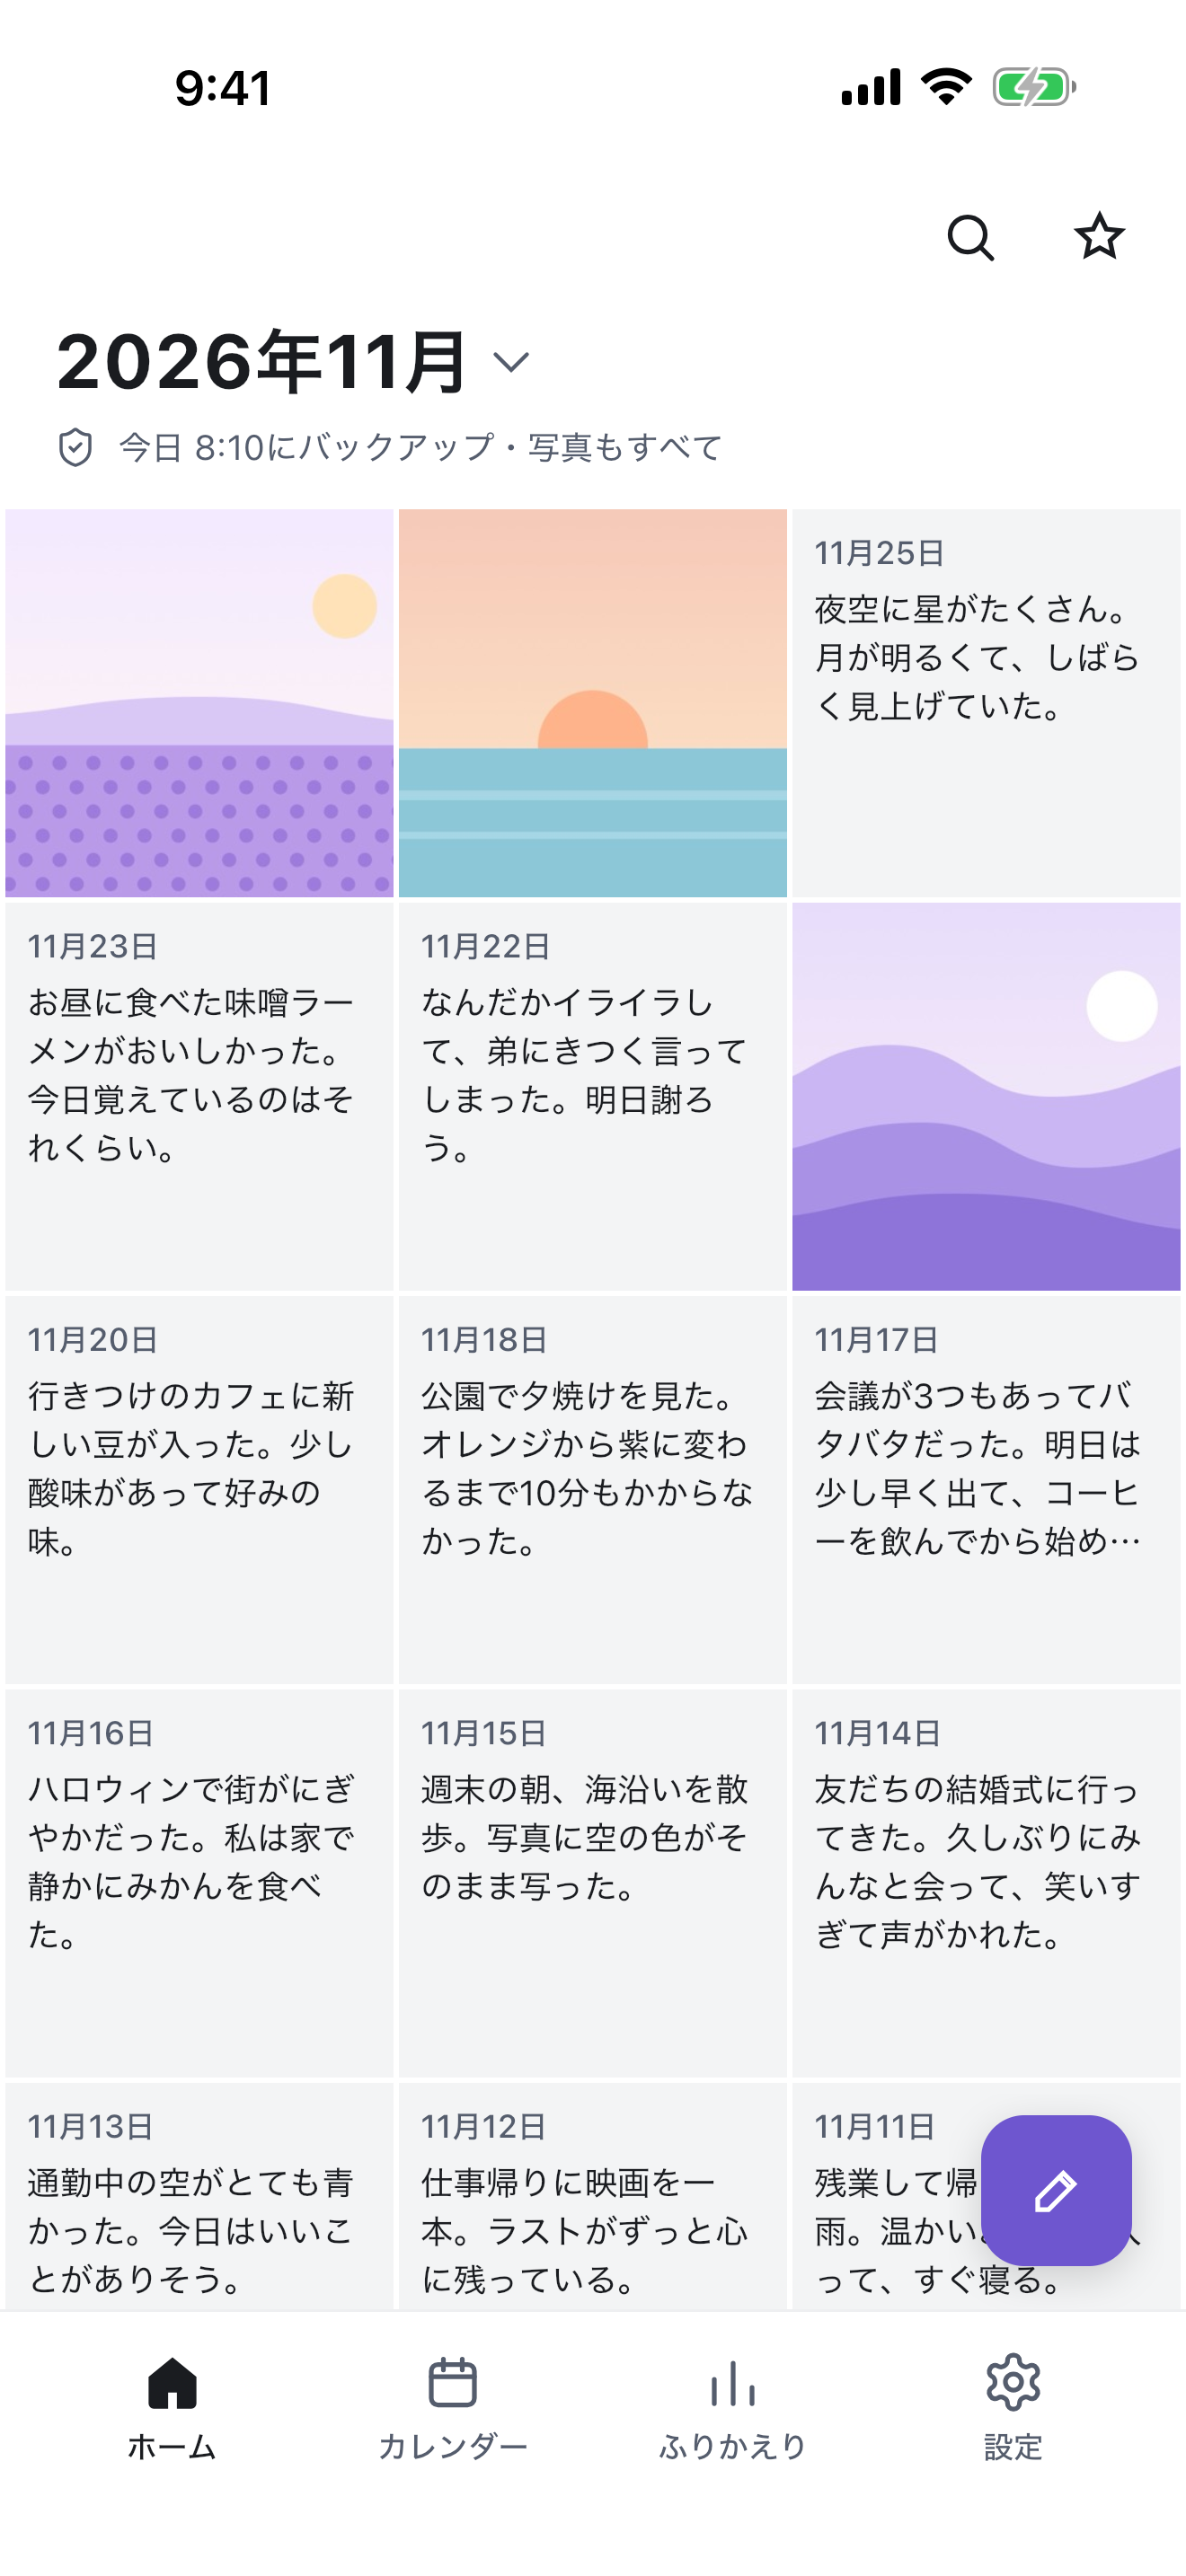 9:41
2026年11月
今日 8:10にバックアップ・写真もすべて
11月25日
夜空に星がたくさん。
月が明るくて、しばら
く見上げていた。
11月23日
お昼に食べた味噌ラー
メンがおいしかった。
今日覚えているのはそ
れくらい。
11月22日
なんだかイライラし
て、弟にきつく言って
しまった。明日謝ろ
う。
11月20日
行きつけのカフェに新
しい豆が入った。少し
酸味があって好みの
味。
11月18日
公園で夕焼けを見た。
オレンジから紫に変わ
るまで10分もかからな
かった。
11月17日
会議が3つもあってバ
タバタだった。明日は
少し早く出て、コーヒ
ーを飲んでから始め…
11月16日
ハロウィンで街がにぎ
やかだった。私は家で
静かにみかんを食べ
た。
11月15日
週末の朝、海沿いを散
歩。写真に空の色がそ
のまま写った。
11月14日
友だちの結婚式に行っ
てきた。久しぶりにみ
んなと会って、笑いす
ぎて声がかれた。
11月13日
通勤中の空がとても青
かった。今日はいいこ
とがありそう。
11月12日
仕事帰りに映画を一
本。ラストがずっと心
に残っている。
11月11日
残業して帰
雨。温かい
って、すぐ寝る。
ホーム
カレンダー
ふりかえり
設定